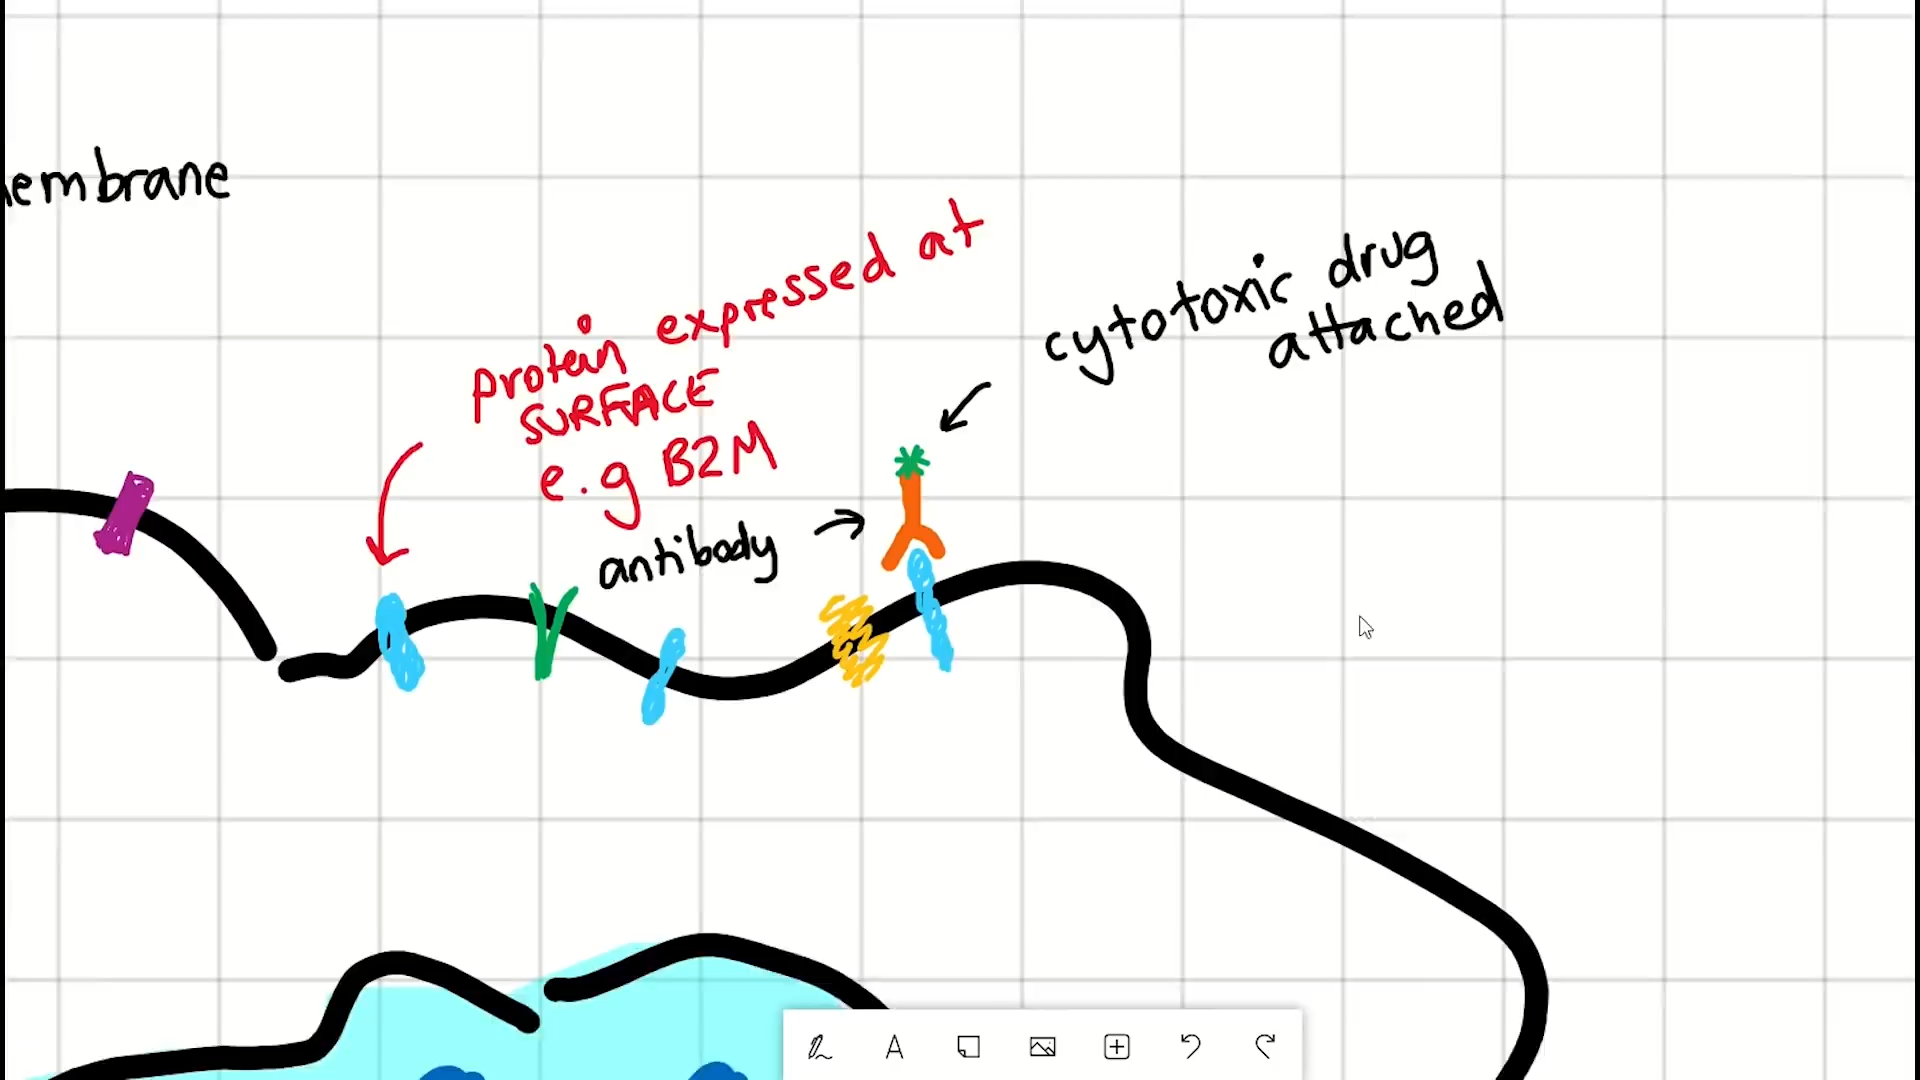 embrane
protein expressed at
SURFACE
e.g B2M
antibody
cytotoxic drug
attached
A